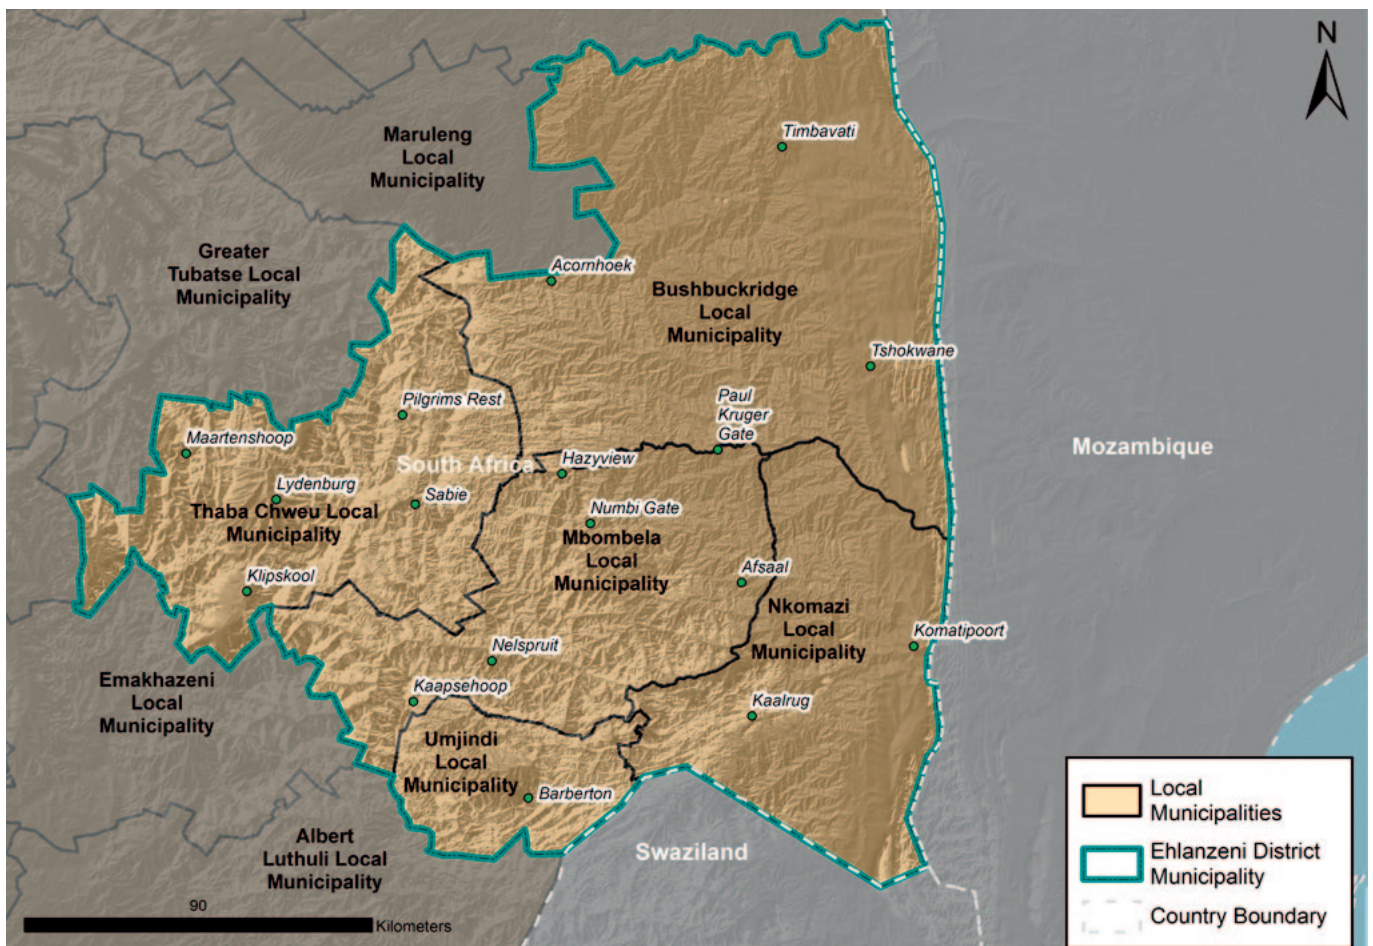 N
Timbavati
Maruleng
Local
Municipality
Greater
Tubatse Local
Municipality
Acornhoek
Bushbuckridge
Local
Municipality
Tshokwane
Pilgrims Rest
Paul
Kruger
Gate
Maartenshoop
Mozambique
South Africa
Hazyview
Lydenburg
Sabie
Thaba Chweu Local
Municipality
Numbi Gate
Mbombela
Local
Municipality
Klipskool
Afsaal
Nkomazi
Local
Municipality
Komatipoort
Nelspruit
Emakhazeni
Local
Municipality
Kaapsehoop
Kaalrug
Umjindi
Local
Municipality
Barberton
Albert
Luthuli Local
Municipality
Swaziland
Local
Municipalities
Ehlanzeni District
Municipality
Country Boundary
90
Kilometers